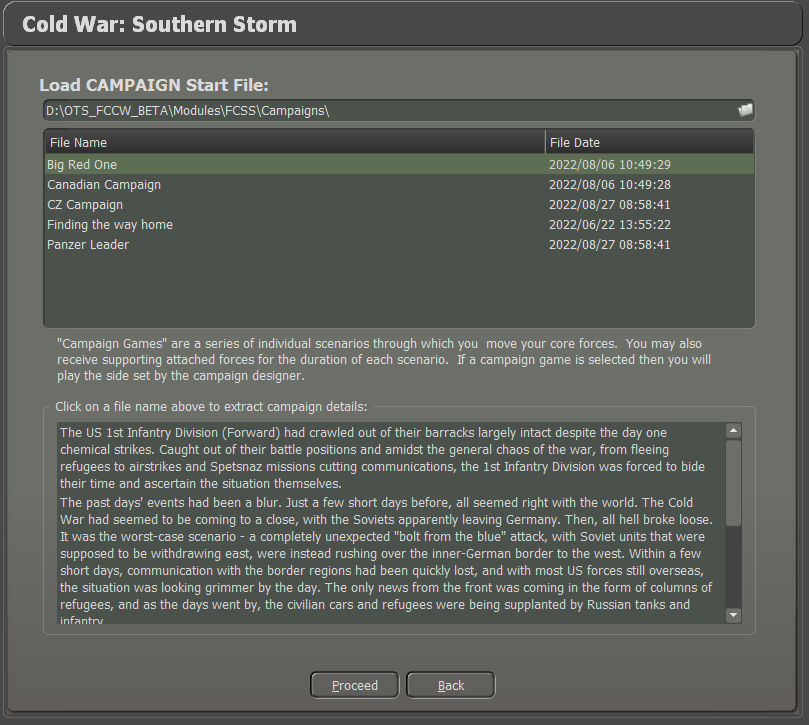 Cold War: Southern Storm
Load CAMPAIGN Start File:
D:\OTS_FCCW_BETA\Modules\FCSS\Campaigns\
File Name File Date
Big Red One 2022/08/06 10:49:29
Canadian Campaign 2022/08/06 10:49:28
CZ Campaign 2022/08/27 08:58:41
Finding the way home 2022/06/22 13:55:22
Panzer Leader 2022/08/27 08:58:41
"Campaign Games" are a series of individual scenarios through which you  move your core forces.  You may also
receive supporting attached forces for the duration of each scenario.  If a campaign game is selected then you will
play the side set by the campaign designer.
Click on a file name above to extract campaign details:
The US 1st Infantry Division (Forward) had crawled out of their barracks largely intact despite the day one
chemical strikes. Caught out of their battle positions and amidst the general chaos of the war, from fleeing
refugees to airstrikes and Spetsnaz missions cutting communications, the 1st Infantry Division was forced to bide
their time and ascertain the situation themselves.
The past days' events had been a blur. Just a few short days before, all seemed right with the world. The Cold
War had seemed to be coming to a close, with the Soviets apparently leaving Germany. Then, all hell broke loose.
It was the worst-case scenario - a completely unexpected "bolt from the blue" attack, with Soviet units that were
supposed to be withdrawing east, were instead rushing over the inner-German border to the west. Within a few
short days, communication with the border regions had been quickly lost, and with most US forces still overseas,
the situation was looking grimmer by the day. The only news from the front was coming in the form of columns of
refugees, and as the days went by, the civilian cars and refugees were being supplanted by Russian tanks and
infantry.
Proceed Back